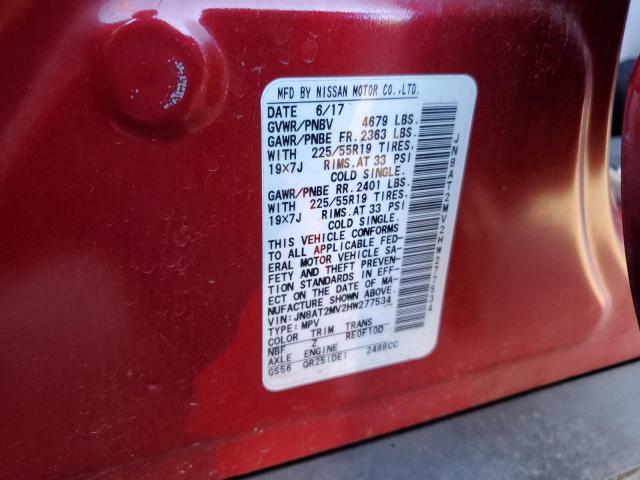 MFD BY NISSAN MOTOR CO.,LTD.
DATE 6/17
GVWR/PNBV 4679 LBS.
GAWR/PNBE FR. 2363 LBS.
WITH 225/55R19 TIRES.
19×7J RIMS.AT 33 PSI
COLD SINGLE.
GAWR/PNBE RR. 2401 LBS.
WITH 225/55R19 TIRES.
19×7J RIMS.AT 33 PSI
COLD SINGLE.
THIS VEHICLE CONFORMS
TO ALL APPLICABLE FED-
ERAL MOTOR VEHICLE SA-
FETY AND THEFT PREVEN-
TION STANDARDS IN EFF-
ECT ON THE DATE OF MA-
NUFACTURE SHOWN ABOVE.
VIN: JN8AT2MV2HW277534
TYPE: MPV
COLOR TRIM TRANS
NBF Z RE0F10D
AXLE ENGINE
GS56 QR25(DE) 2488CC
JN8AT2MV2HW277534